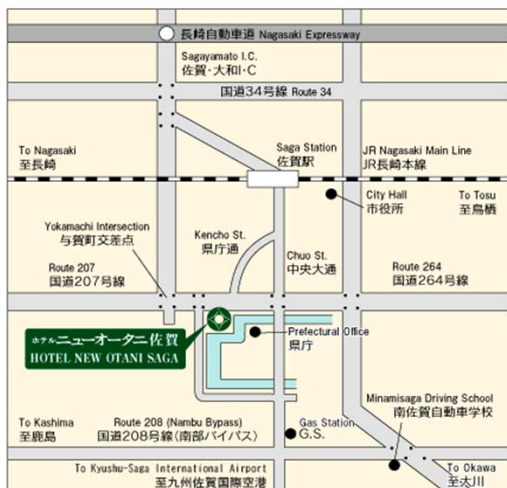 長崎自動車道 Nagasaki Expressway
Sagayamato I.C.
佐賀・大和I・C
国道34号線 Route 34
To Nagasaki
至長崎
Saga Station
佐賀駅
JR Nagasaki Main Line
JR長崎本線
City Hall
市役所
To Tosu
至鳥栖
Yokamachi Intersection
与賀町交差点
Kencho St.
県庁通
Chuo St.
中央大通
Route 207
国道207号線
Route 264
国道264号線
ホテルニューオータニ佐賀
HOTEL NEW OTANI SAGA
Prefectural Office
県庁
Minamisaga Driving School
南佐賀自動車学校
To Kashima
至鹿島
Route 208 (Nambu Bypass)
国道208号線(南部バイパス)
Gas Station
G.S.
To Kyushu-Saga International Airport
至九州佐賀国際空港
To Okawa
至大川